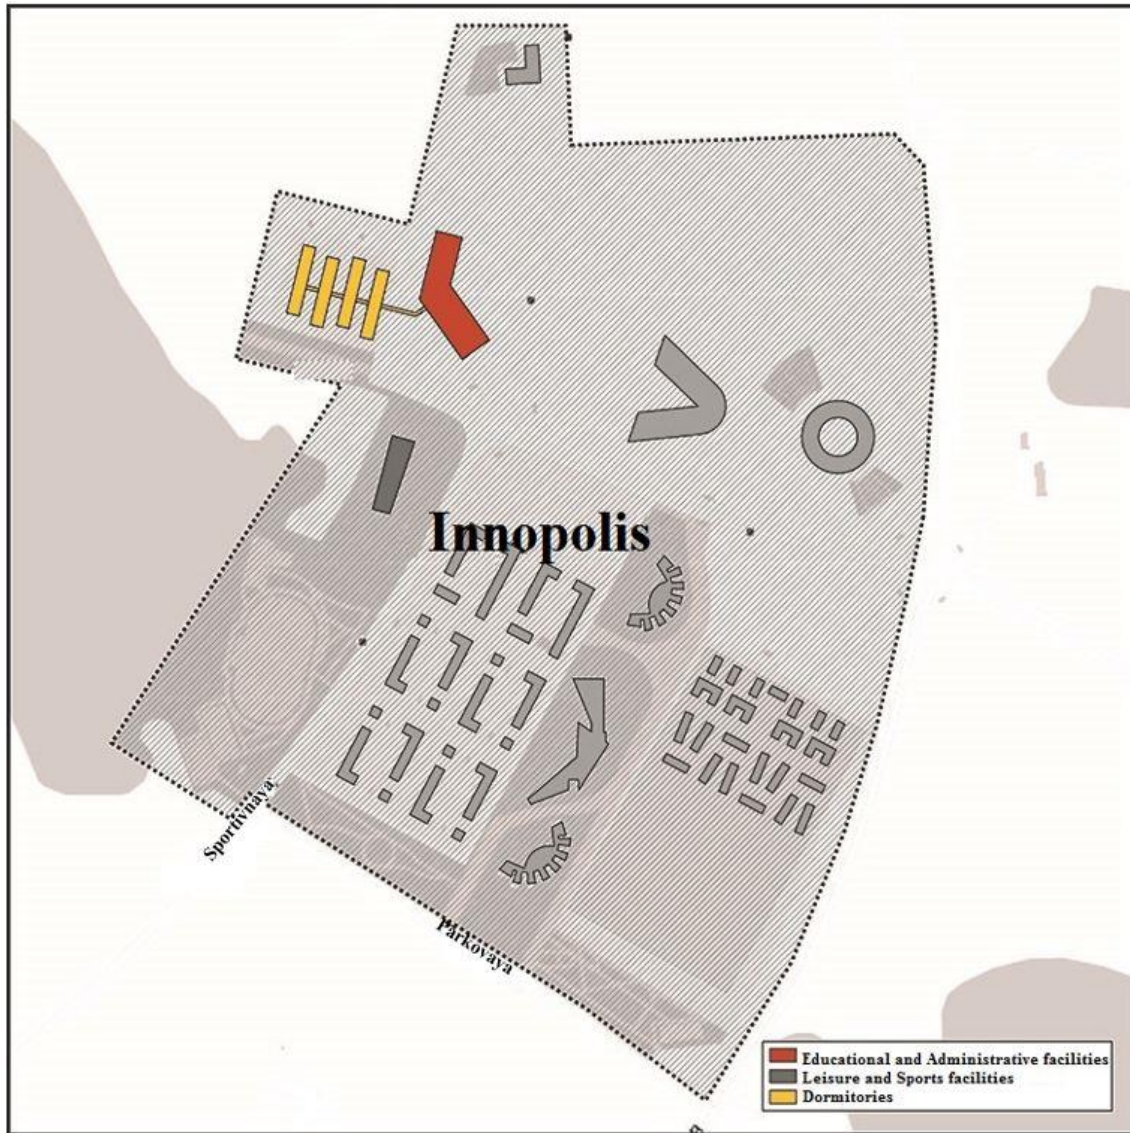 Innopolis
Sportivnaya
Parkovaya
Educational and Administrative facilities
Leisure and Sports facilities
Dormitories